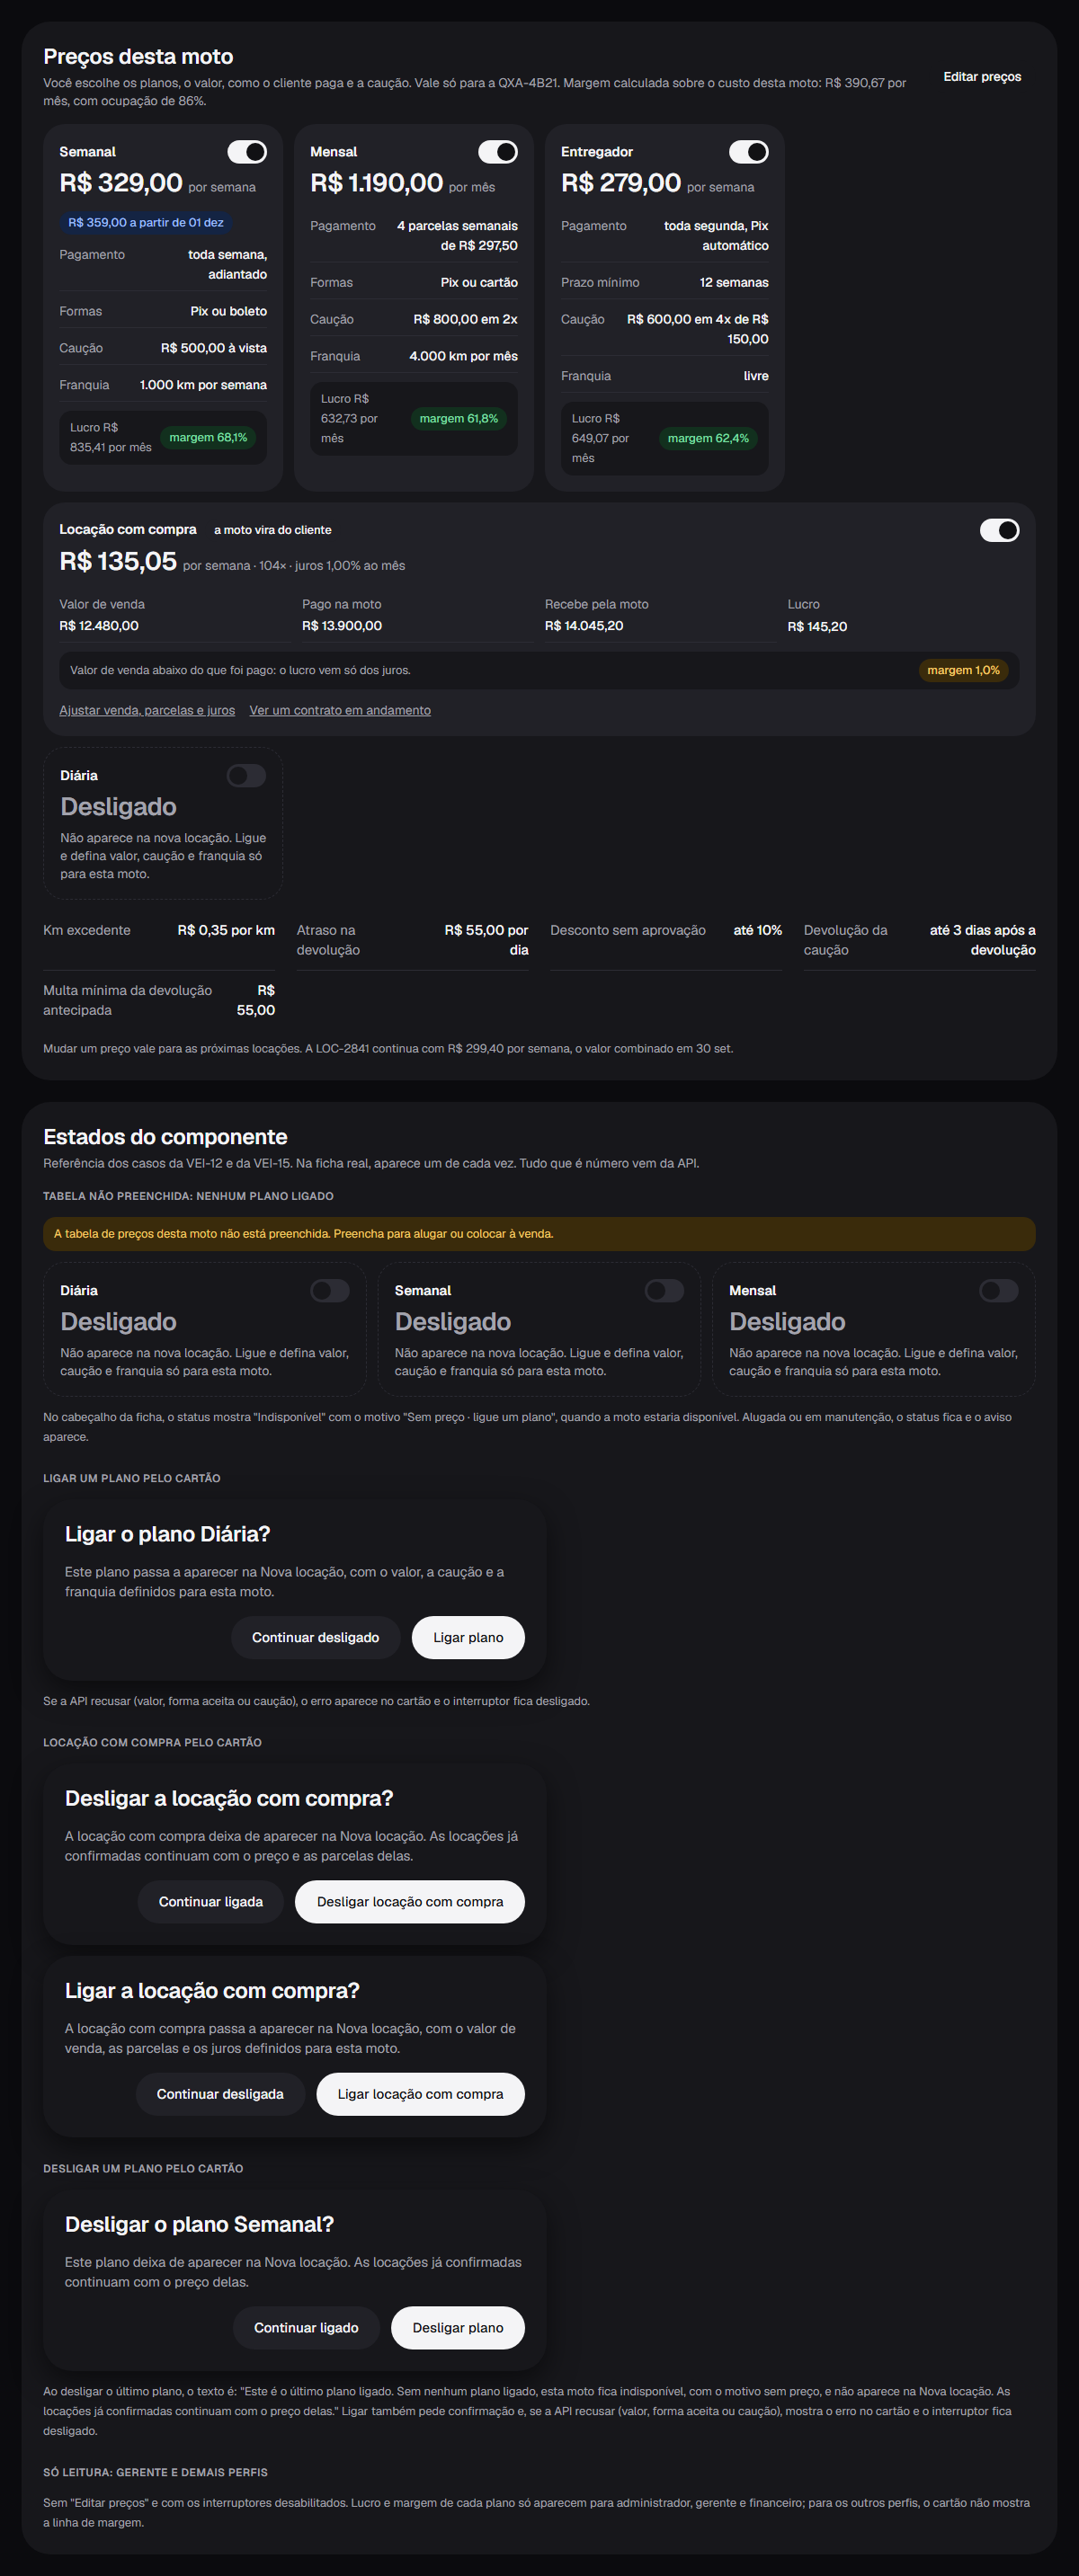 Preços desta moto
Você escolhe os planos, o valor, como o cliente paga e a caução. Vale só para a QXA-4B21. Margem calculada sobre o custo desta moto: R$ 390,67 por
mês, com ocupação de 86%.
Editar preços
Semanal
R$ 329,00 por semana
R$ 359,00 a partir de 01 dez
Pagamento toda semana,
adiantado
Formas Pix ou boleto
Caução R$ 500,00 à vista
Franquia 1.000 km por semana
Lucro R$
835,41 por mês
margem 68,1%
Mensal
R$ 1.190,00 por mês
Pagamento 4 parcelas semanais
de R$ 297,50
Formas Pix ou cartão
Caução R$ 800,00 em 2x
Franquia 4.000 km por mês
Lucro R$
632,73 por
mês
margem 61,8%
Entregador
R$ 279,00 por semana
Pagamento toda segunda, Pix
automático
Prazo mínimo 12 semanas
Caução R$ 600,00 em 4x de R$
150,00
Franquia livre
Lucro R$
649,07 por
mês
margem 62,4%
Locação com compra a moto vira do cliente
R$ 135,05 por semana · 104× · juros 1,00% ao mês
Valor de venda
R$ 12.480,00
Pago na moto
R$ 13.900,00
Recebe pela moto
R$ 14.045,20
Lucro
R$ 145,20
Valor de venda abaixo do que foi pago: o lucro vem só dos juros.
margem 1,0%
Ajustar venda, parcelas e juros Ver um contrato em andamento
Diária
Desligado
Não aparece na nova locação. Ligue
e defina valor, caução e franquia só
para esta moto.
Km excedente R$ 0,35 por km
Atraso na
devolução
R$ 55,00 por
dia
Desconto sem aprovação até 10%
Devolução da
caução
até 3 dias após a
devolução
Multa mínima da devolução
antecipada
R$
55,00
Mudar um preço vale para as próximas locações. A LOC-2841 continua com R$ 299,40 por semana, o valor combinado em 30 set.
Estados do componente
Referência dos casos da VEI-12 e da VEI-15. Na ficha real, aparece um de cada vez. Tudo que é número vem da API.
TABELA NÃO PREENCHIDA: NENHUM PLANO LIGADO
A tabela de preços desta moto não está preenchida. Preencha para alugar ou colocar à venda.
Diária
Desligado
Não aparece na nova locação. Ligue e defina valor,
caução e franquia só para esta moto.
Semanal
Desligado
Não aparece na nova locação. Ligue e defina valor,
caução e franquia só para esta moto.
Mensal
Desligado
Não aparece na nova locação. Ligue e defina valor,
caução e franquia só para esta moto.
No cabeçalho da ficha, o status mostra "Indisponível" com o motivo "Sem preço · ligue um plano", quando a moto estaria disponível. Alugada ou em manutenção, o status fica e o aviso
aparece.
LIGAR UM PLANO PELO CARTÃO
Ligar o plano Diária?
Este plano passa a aparecer na Nova locação, com o valor, a caução e a
franquia definidos para esta moto.
Continuar desligado
Ligar plano
Se a API recusar (valor, forma aceita ou caução), o erro aparece no cartão e o interruptor fica desligado.
LOCAÇÃO COM COMPRA PELO CARTÃO
Desligar a locação com compra?
A locação com compra deixa de aparecer na Nova locação. As locações já
confirmadas continuam com o preço e as parcelas delas.
Continuar ligada
Desligar locação com compra
Ligar a locação com compra?
A locação com compra passa a aparecer na Nova locação, com o valor de
venda, as parcelas e os juros definidos para esta moto.
Continuar desligada
Ligar locação com compra
DESLIGAR UM PLANO PELO CARTÃO
Desligar o plano Semanal?
Este plano deixa de aparecer na Nova locação. As locações já confirmadas
continuam com o preço delas.
Continuar ligado
Desligar plano
Ao desligar o último plano, o texto é: "Este é o último plano ligado. Sem nenhum plano ligado, esta moto fica indisponível, com o motivo sem preço, e não aparece na Nova locação. As
locações já confirmadas continuam com o preço delas." Ligar também pede confirmação e, se a API recusar (valor, forma aceita ou caução), mostra o erro no cartão e o interruptor fica
desligado.
SÓ LEITURA: GERENTE E DEMAIS PERFIS
Sem "Editar preços" e com os interruptores desabilitados. Lucro e margem de cada plano só aparecem para administrador, gerente e financeiro; para os outros perfis, o cartão não mostra
a linha de margem.